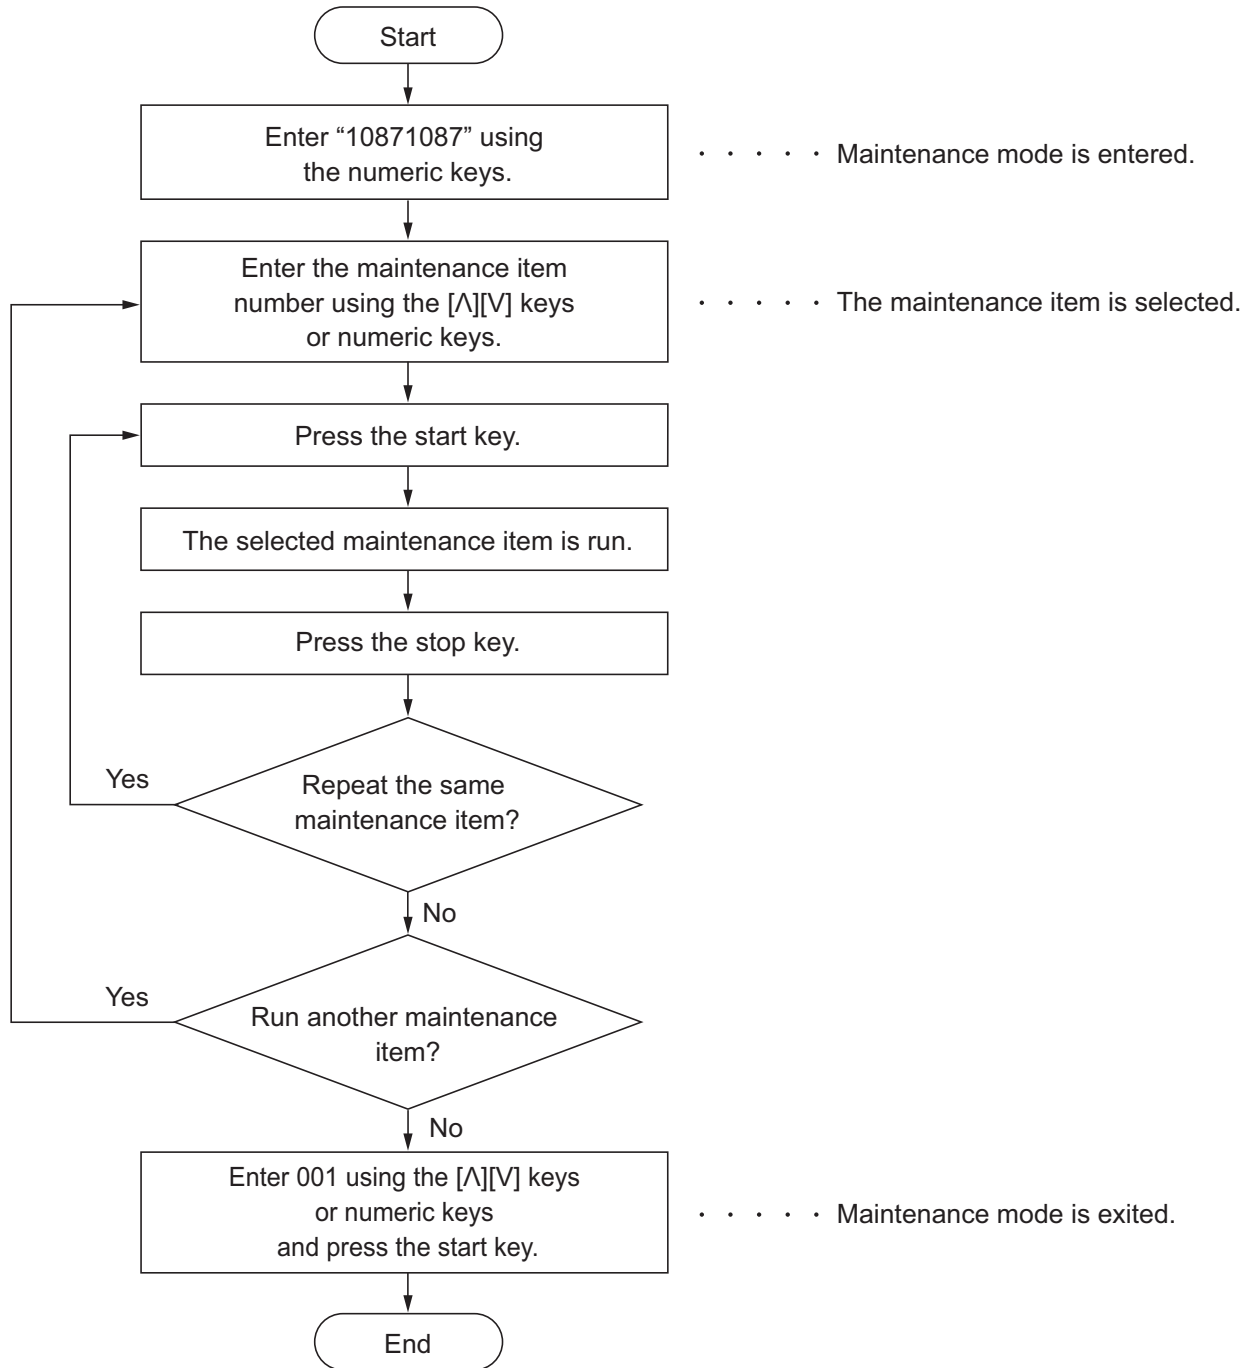 Start
Enter “10871087” using
the numeric keys.
· · · · · Maintenance mode is entered.
Enter the maintenance item
number using the [Λ][V] keys
or numeric keys.
· · · · · The maintenance item is selected.
Press the start key.
The selected maintenance item is run.
Press the stop key.
Yes
Repeat the same
maintenance item?
No
Yes
Run another maintenance
item?
No
Enter 001 using the [Λ][V] keys
or numeric keys
and press the start key.
· · · · · Maintenance mode is exited.
End